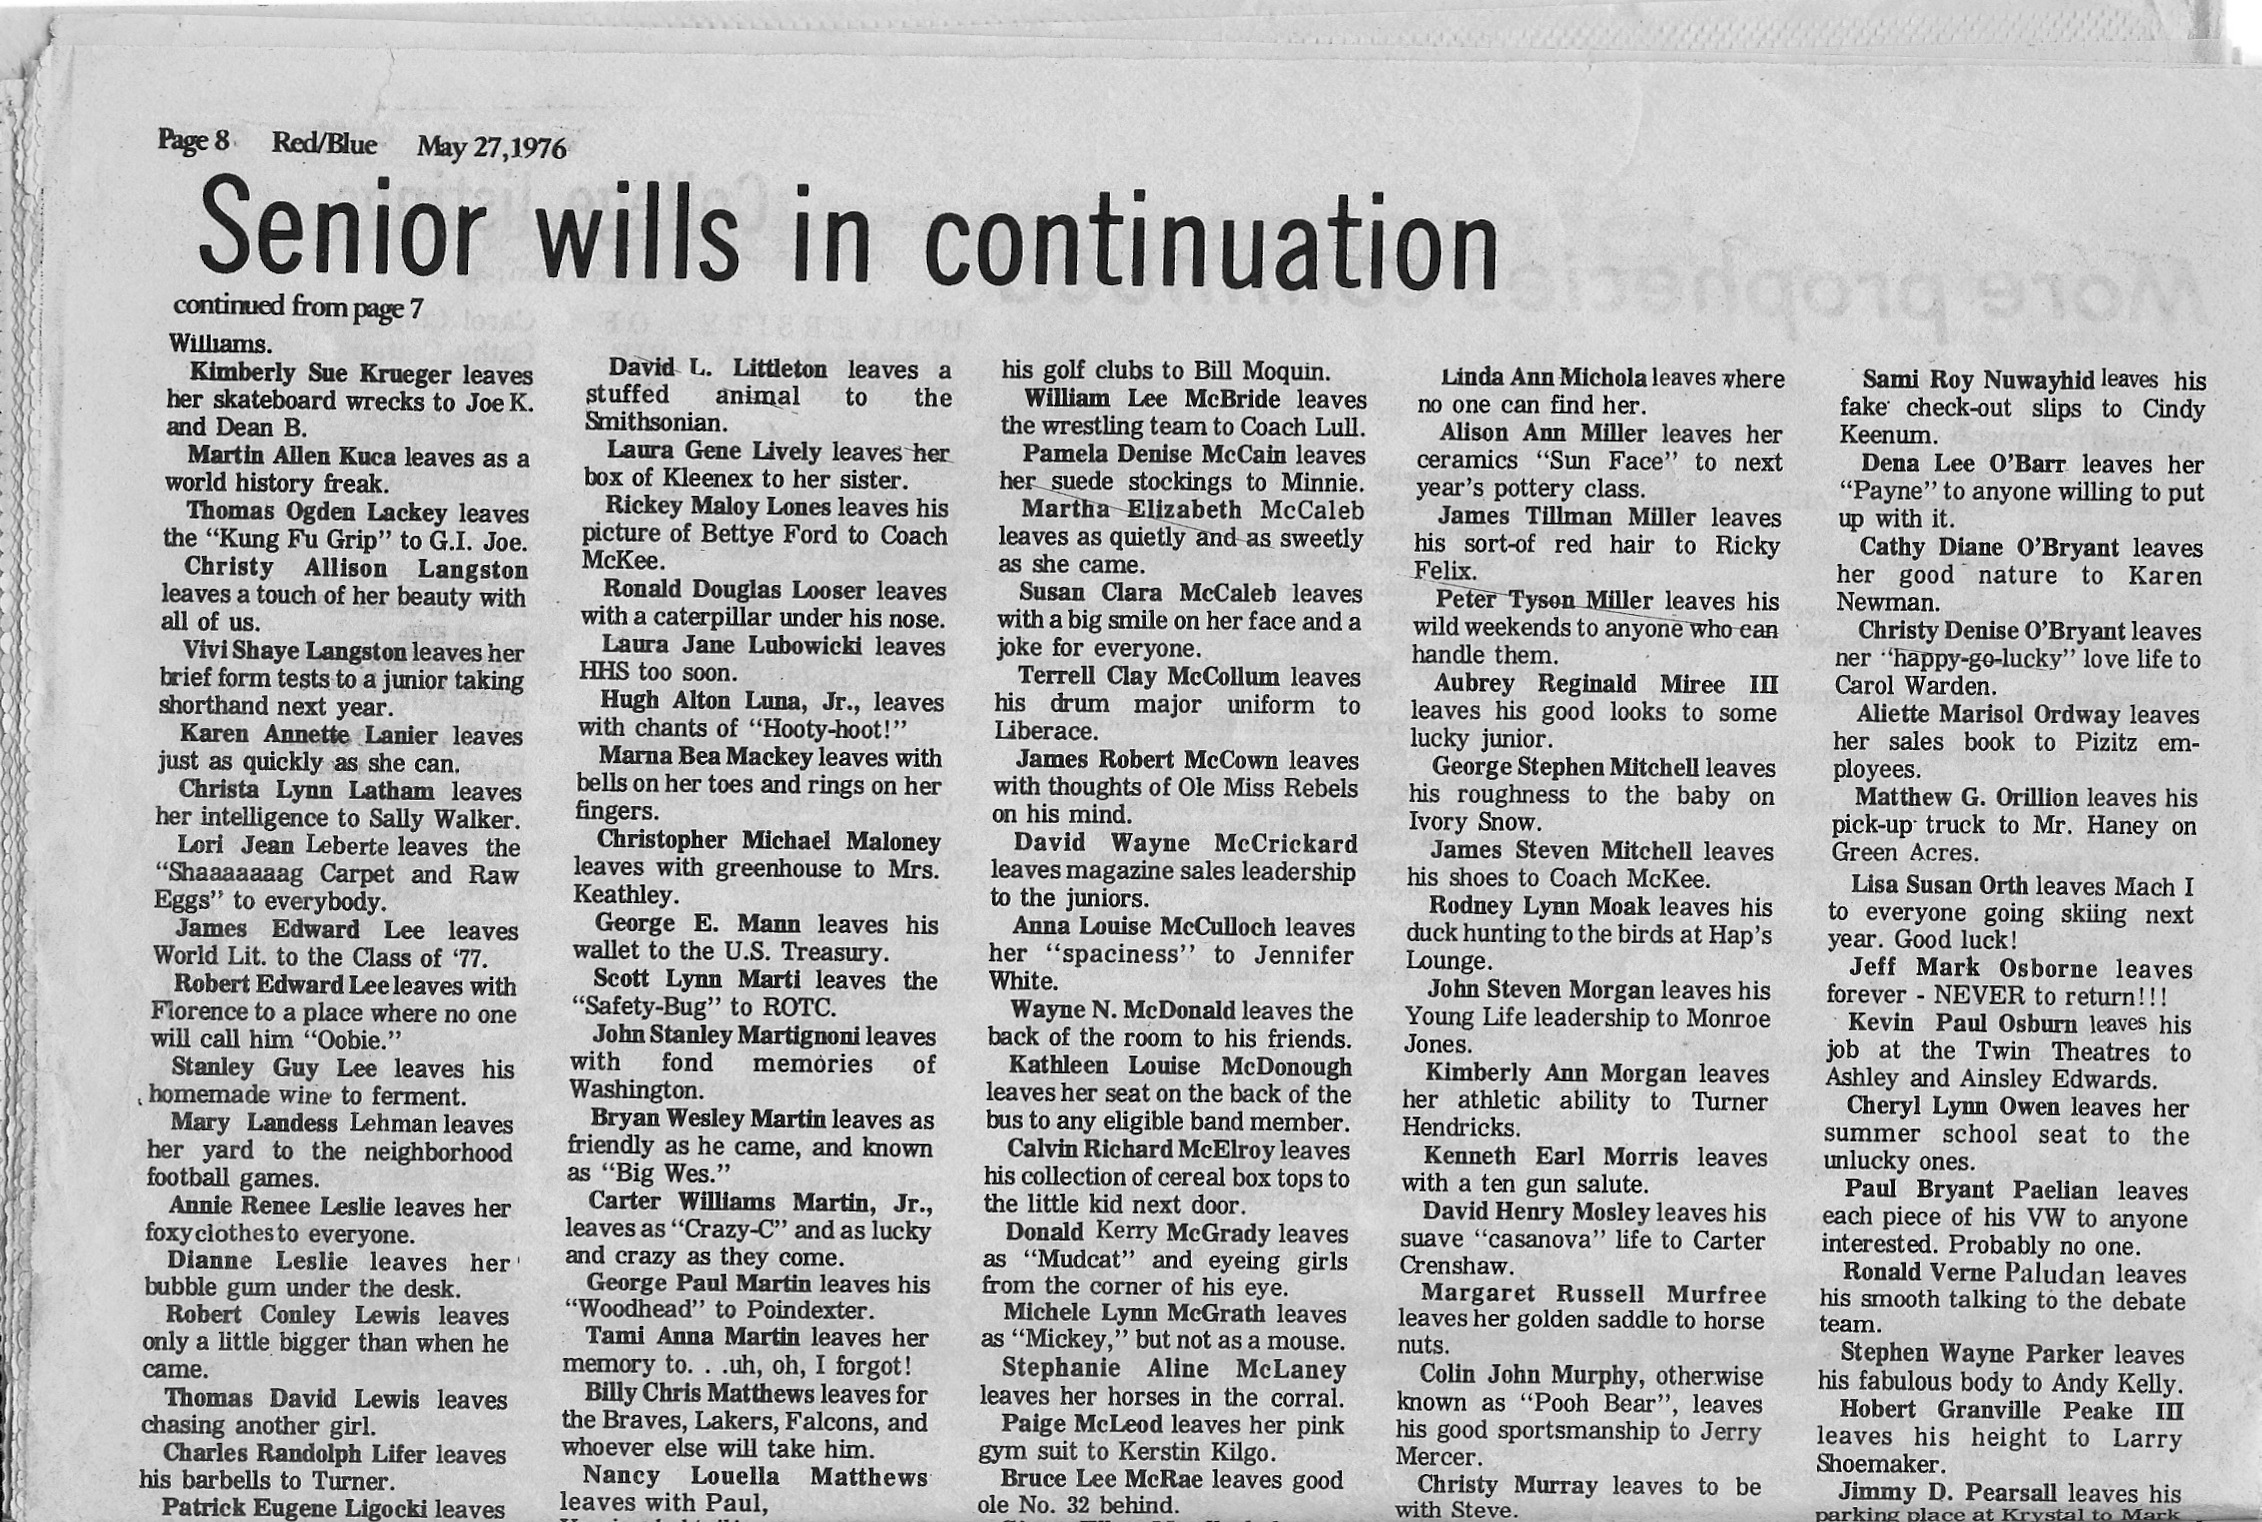 Page 8 Red/Blue May 27,1976
Senior wills in continuation
continued from page 7
Williams.
Kimberly Sue Krueger leaves
her skateboard wrecks to Joe K.
and Dean B.
Martin Allen Kuca leaves as a
world history freak.
Thomas Ogden Lackey leaves
the “Kung Fu Grip” to G.I. Joe.
Christy Allison Langston
leaves a touch of her beauty with
all of us.
Vivi Shaye Langston leaves her
brief form tests to a junior taking
shorthand next year.
Karen Annette Lanier leaves
just as quickly as she can.
Christa Lynn Latham leaves
her intelligence to Sally Walker.
Lori Jean Leberte leaves the
“Shaaaaaaag Carpet and Raw
Eggs” to everybody.
James Edward Lee leaves
World Lit. to the Class of ‘77.
Robert Edward Lee leaves with
Florence to a place where no one
will call him “Oobie.”
Stanley Guy Lee leaves his
homemade wine to ferment.
Mary Landess Lehman leaves
her yard to the neighborhood
football games.
Annie Renee Leslie leaves her
foxy clothes to everyone.
Dianne Leslie leaves her
bubble gum under the desk.
Robert Conley Lewis leaves
only a little bigger than when he
came.
Thomas David Lewis leaves
chasing another girl.
Charles Randolph Lifer leaves
his barbells to Turner.
Patrick Eugene Ligocki leaves
David L. Littleton leaves a
stuffed animal to the
Smithsonian.
Laura Gene Lively leaves her
box of Kleenex to her sister.
Rickey Maloy Lones leaves his
picture of Bettye Ford to Coach
McKee.
Ronald Douglas Looser leaves
with a caterpillar under his nose.
Laura Jane Lubowicki leaves
HHS too soon.
Hugh Alton Luna, Jr., leaves
with chants of “Hooty-hoot!”
Marna Bea Mackey leaves with
bells on her toes and rings on her
fingers.
Christopher Michael Maloney
leaves with greenhouse to Mrs.
Keathley.
George E. Mann leaves his
wallet to the U.S. Treasury.
Scott Lynn Marti leaves the
“Safety-Bug” to ROTC.
John Stanley Martignoni leaves
with fond memories of
Washington.
Bryan Wesley Martin leaves as
friendly as he came, and known
as “Big Wes.”
Carter Williams Martin, Jr.,
leaves as “Crazy-C” and as lucky
and crazy as they come.
George Paul Martin leaves his
“Woodhead” to Poindexter.
Tami Anna Martin leaves her
memory to. . .uh, oh, I forgot!
Billy Chris Matthews leaves for
the Braves, Lakers, Falcons, and
whoever else will take him.
Nancy Louella Matthews
leaves with Paul,
his golf clubs to Bill Moquin.
William Lee McBride leaves
the wrestling team to Coach Lull.
Pamela Denise McCain leaves
her suede stockings to Minnie.
Martha Elizabeth McCaleb
leaves as quietly and as sweetly
as she came.
Susan Clara McCaleb leaves
with a big smile on her face and a
joke for everyone.
Terrell Clay McCollum leaves
his drum major uniform to
Liberace.
James Robert McCown leaves
with thoughts of Ole Miss Rebels
on his mind.
David Wayne McCrickard
leaves magazine sales leadership
to the juniors.
Anna Louise McCulloch leaves
her “spaciness” to Jennifer
White.
Wayne N. McDonald leaves the
back of the room to his friends.
Kathleen Louise McDonough
leaves her seat on the back of the
bus to any eligible band member.
Calvin Richard McElroy leaves
his collection of cereal box tops to
the little kid next door.
Donald Kerry McGrady leaves
as “Mudcat” and eyeing girls
from the corner of his eye.
Michele Lynn McGrath leaves
as “Mickey,” but not as a mouse.
Stephanie Aline McLaney
leaves her horses in the corral.
Paige McLeod leaves her pink
gym suit to Kerstin Kilgo.
Bruce Lee McRae leaves good
ole No. 32 behind.
Linda Ann Michola leaves where
no one can find her.
Alison Ann Miller leaves her
ceramics “Sun Face” to next
year’s pottery class.
James Tillman Miller leaves
his sort-of red hair to Ricky
Felix.
Peter Tyson Miller leaves his
wild weekends to anyone who can
handle them.
Aubrey Reginald Miree III
leaves his good looks to some
lucky junior.
George Stephen Mitchell leaves
his roughness to the baby on
Ivory Snow.
James Steven Mitchell leaves
his shoes to Coach McKee.
Rodney Lynn Moak leaves his
duck hunting to the birds at Hap’s
Lounge.
John Steven Morgan leaves his
Young Life leadership to Monroe
Jones.
Kimberly Ann Morgan leaves
her athletic ability to Turner
Hendricks.
Kenneth Earl Morris leaves
with a ten gun salute.
David Henry Mosley leaves his
suave “casanova” life to Carter
Crenshaw.
Margaret Russell Murfree
leaves her golden saddle to horse
nuts.
Colin John Murphy, otherwise
known as “Pooh Bear”, leaves
his good sportsmanship to Jerry
Mercer.
Christy Murray leaves to be
with Steve.
Sami Roy Nuwayhid leaves his
fake check-out slips to Cindy
Keenum.
Dena Lee O’Barr leaves her
“Payne” to anyone willing to put
up with it.
Cathy Diane O’Bryant leaves
her good nature to Karen
Newman.
Christy Denise O’Bryant leaves
ner “happy-go-lucky” love life to
Carol Warden.
Aliette Marisol Ordway leaves
her sales book to Pizitz em-
ployees.
Matthew G. Orillion leaves his
pick-up truck to Mr. Haney on
Green Acres.
Lisa Susan Orth leaves Mach I
to everyone going skiing next
year. Good luck!
Jeff Mark Osborne leaves
forever - NEVER to return!!!
Kevin Paul Osburn leaves his
job at the Twin Theatres to
Ashley and Ainsley Edwards.
Cheryl Lynn Owen leaves her
summer school seat to the
unlucky ones.
Paul Bryant Paelian leaves
each piece of his VW to anyone
interested. Probably no one.
Ronald Verne Paludan leaves
his smooth talking to the debate
team.
Stephen Wayne Parker leaves
his fabulous body to Andy Kelly.
Hobert Granville Peake III
leaves his height to Larry
Shoemaker.
Jimmy D. Pearsall leaves his
parking place at Krystal to Mark